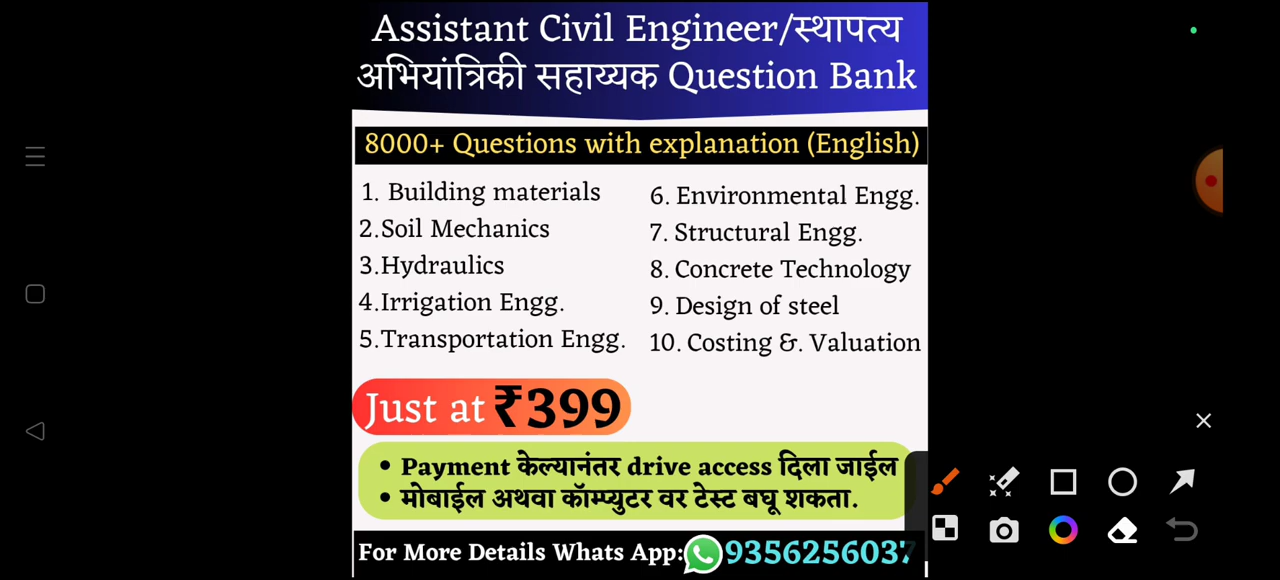 Assistant Civil Engineer/स्थापत्य
अभियांत्रिकी सहाय्यक Question Bank
8000+ Questions with explanation (English)
1. Building materials
2.Soil Mechanics
3.Hydraulics
4.Irrigation Engg.
5.Transportation Engg.
6. Environmental Engg.
7. Structural Engg.
8. Concrete Technology
9. Design of steel
10. Costing &. Valuation
Just at ₹399
• Payment केल्यानंतर drive access दिला जाईल
• मोबाईल अथवा कॉम्प्युटर वर टेस्ट बघू शकता.
For More Details Whats App: 9356256037